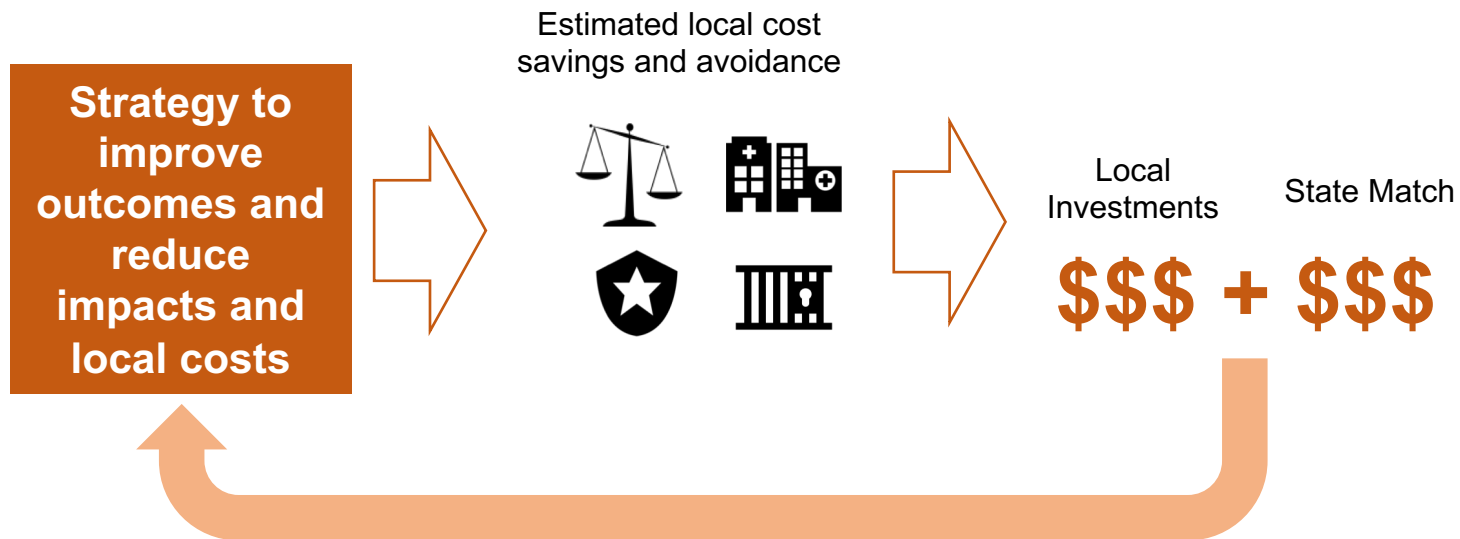 Strategy to
improve
outcomes and
reduce
impacts and
local costs
Estimated local cost
savings and avoidance
Local
Investments
State Match
$$$ + $$$